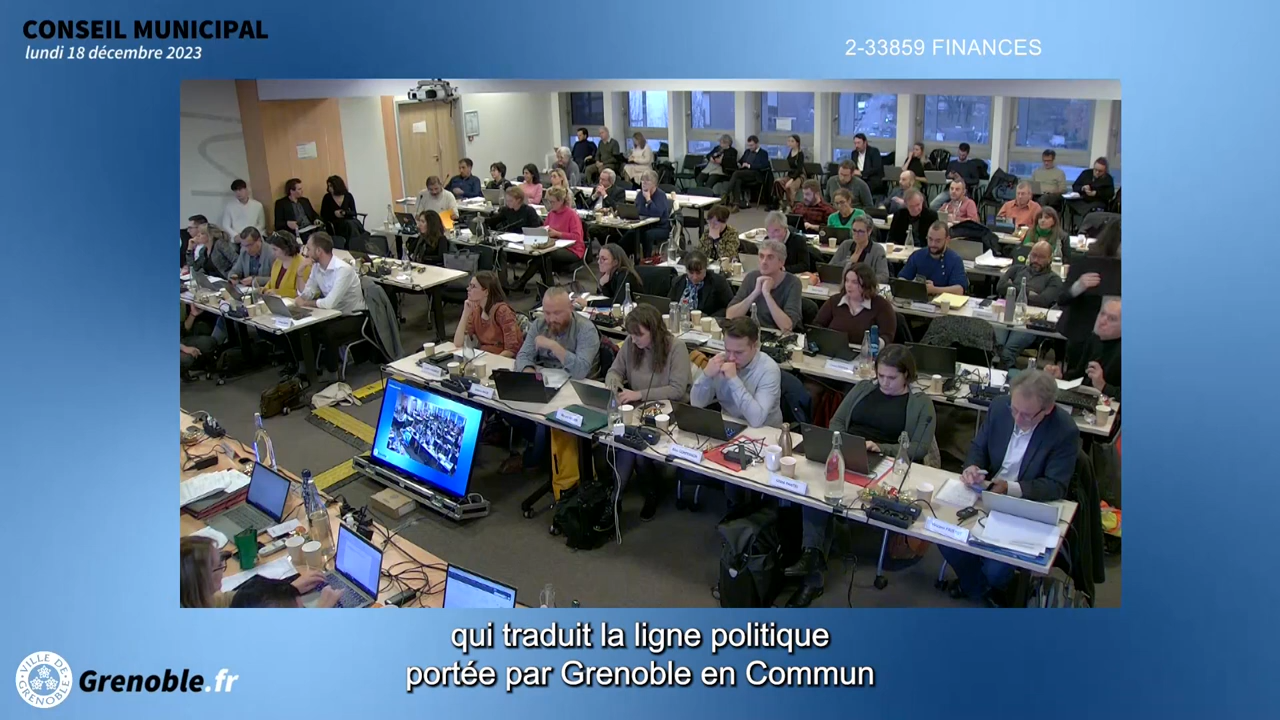 CONSEIL MUNICIPAL
lundi 18 décembre 2023
2-33859 FINANCES
qui traduit la ligne politique
portée par Grenoble en Commun
VILLE DE
GRENOBLE
Grenoble.fr